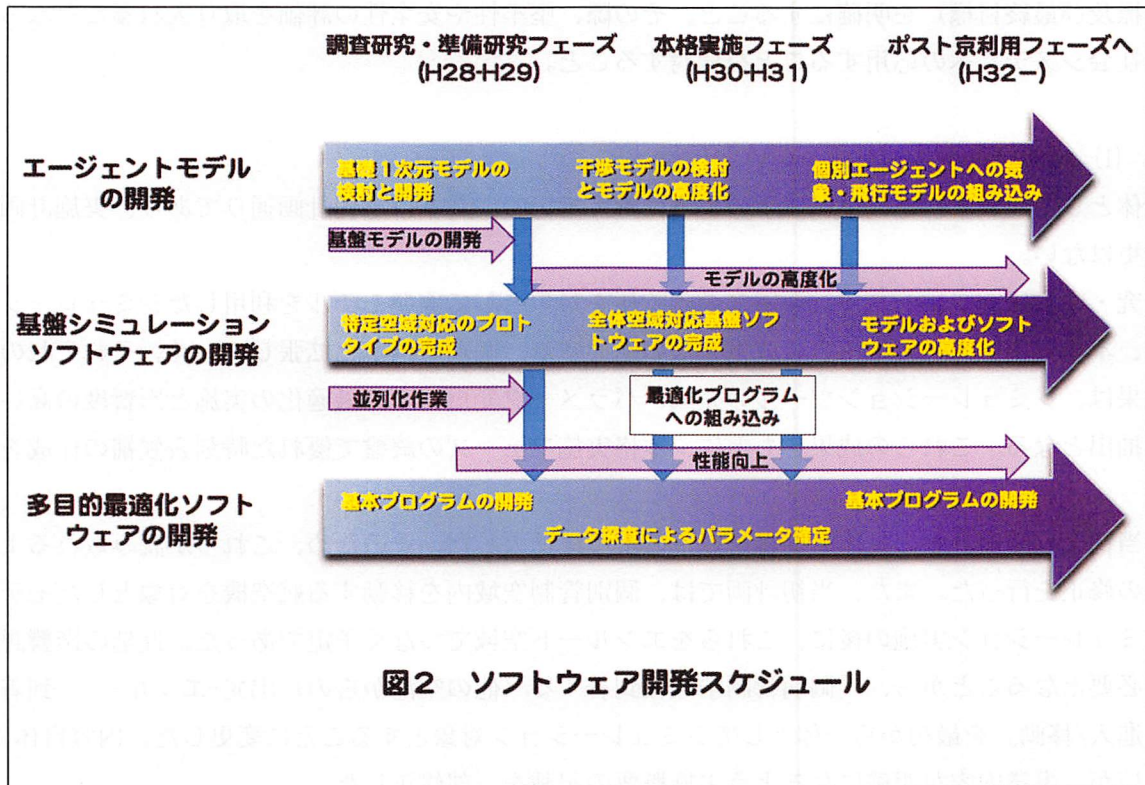 調査研究・準備研究フェーズ
(H28-H29)
本格実施フェーズ
(H30-H31)
ポスト京利用フェーズへ
(H32ー)
エージェントモデル
の開発
基礎1次元モデルの
検討と開発
干渉モデルの検討
とモデルの高度化
個別エージェントへの気
象・飛行モデルの組み込み
基盤モデルの開発
モデルの高度化
基盤シミュレーション
ソフトウェアの開発
特定空域対応のプロト
タイプの完成
全体空域対応基盤ソフ
トウェアの完成
モデルおよびソフト
ウェアの高度化
並列化作業
最適化プログラム
への組み込み
性能向上
多目的最適化ソフト
ウェアの開発
基本プログラムの開発
基本プログラムの開発
データ探査によるパラメータ確定
図2 ソフトウェア開発スケジュール